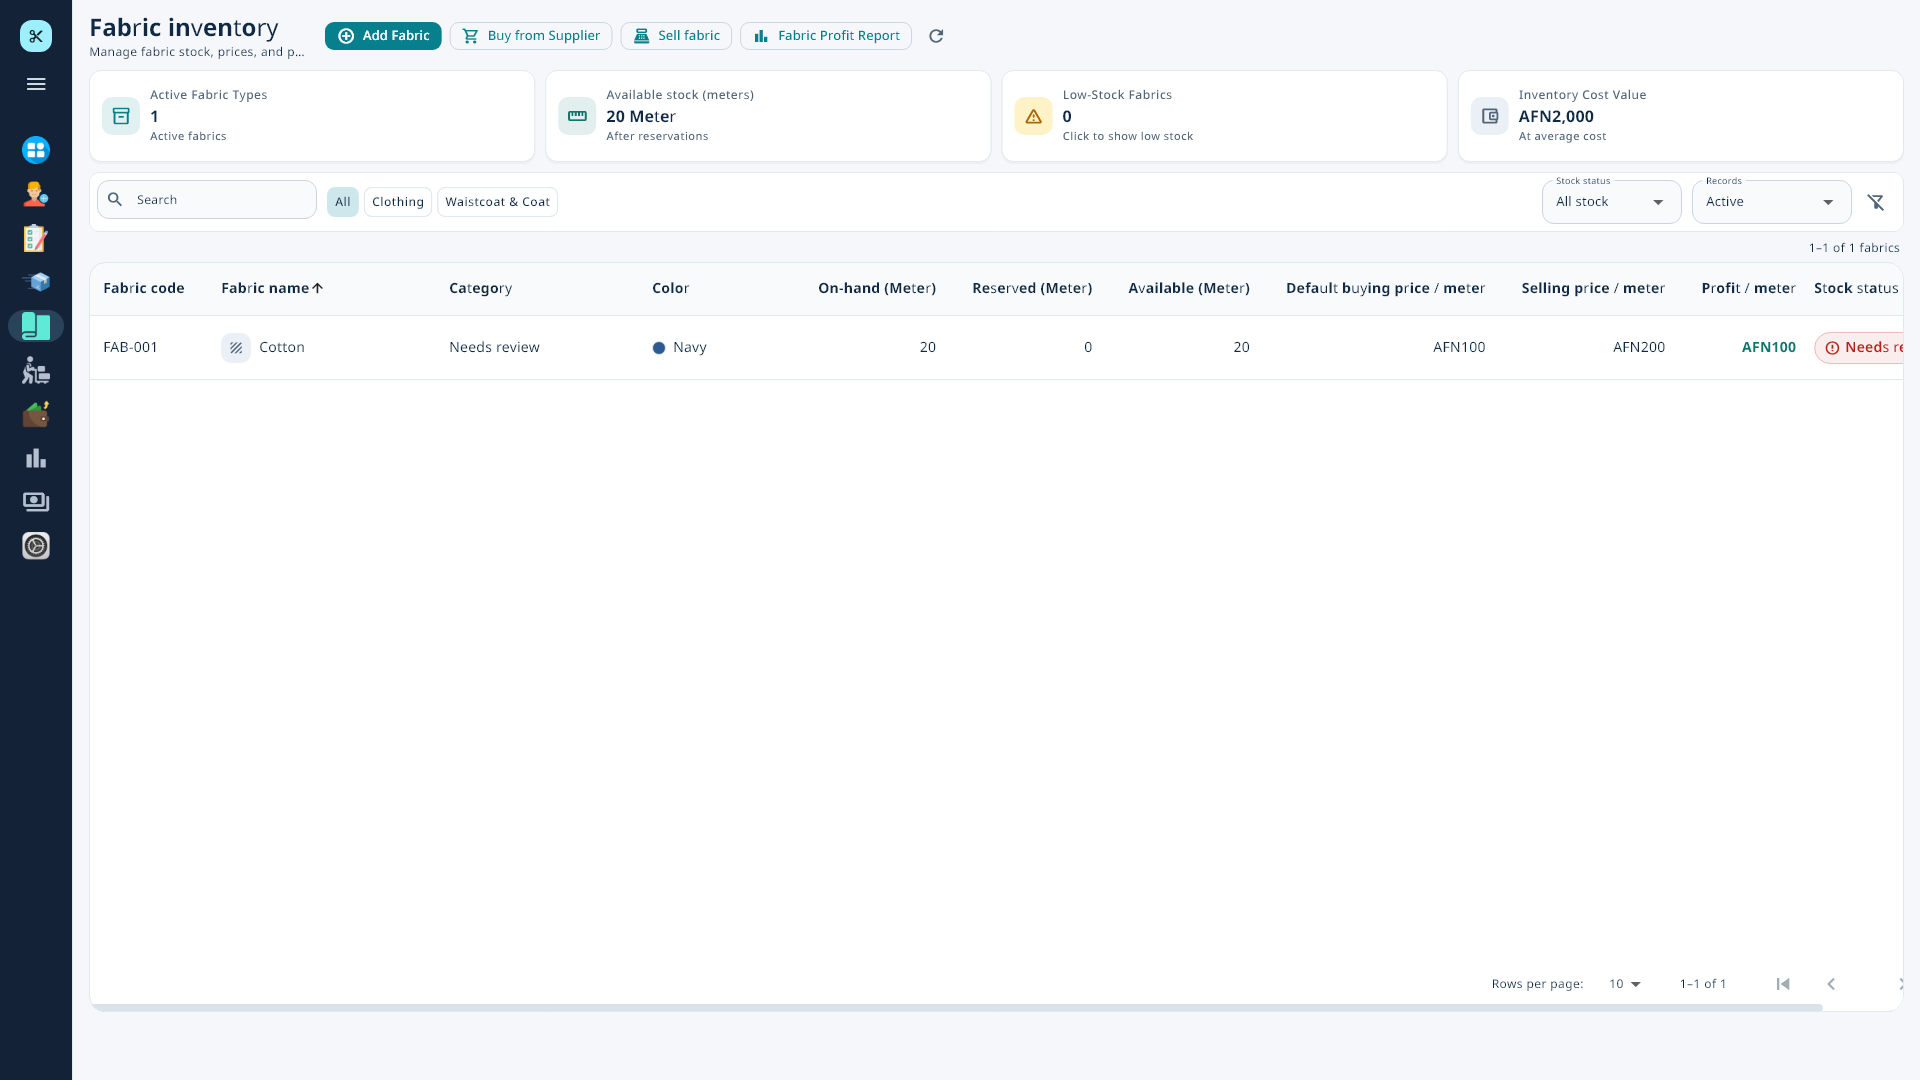 Fabric inventory
Manage fabric stock, prices, and p...
Add Fabric
Buy from Supplier
Sell fabric
Fabric Profit Report
Active Fabric Types
1
Active fabrics
Available stock (meters)
20 Meter
After reservations
Low-Stock Fabrics
0
Click to show low stock
Inventory Cost Value
AFN2,000
At average cost
Search
All
Clothing
Waistcoat & Coat
Stock status
All stock
Records
Active
1–1 of 1 fabrics
Fabric code Fabric name Category Color On-hand (Meter) Reserved (Meter) Available (Meter) Default buying price / meter Selling price / meter Profit / meter Stock status
FAB-001 Cotton Needs review Navy 20 0 20 AFN100 AFN200 AFN100 Needs re
Rows per page: 10 1–1 of 1